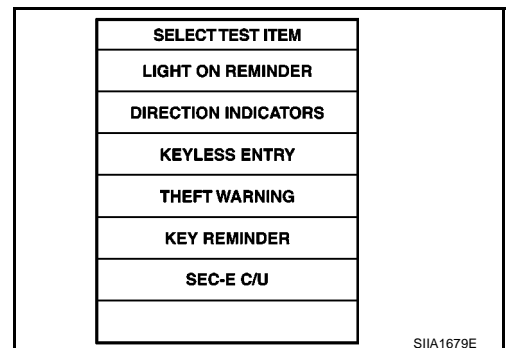 SELECT TEST ITEM
LIGHT ON REMINDER
DIRECTION INDICATORS
KEYLESS ENTRY
THEFT WARNING
KEY REMINDER
SEC-E C/U
SIIA1679E